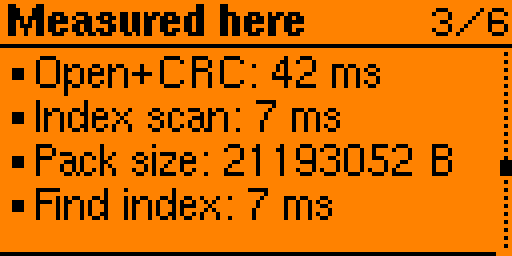 Measured here 3/6
▪ Open+CRC: 42 ms
▪ Index scan: 7 ms
▪ Pack size: 21193052 B
▪ Find index: 7 ms